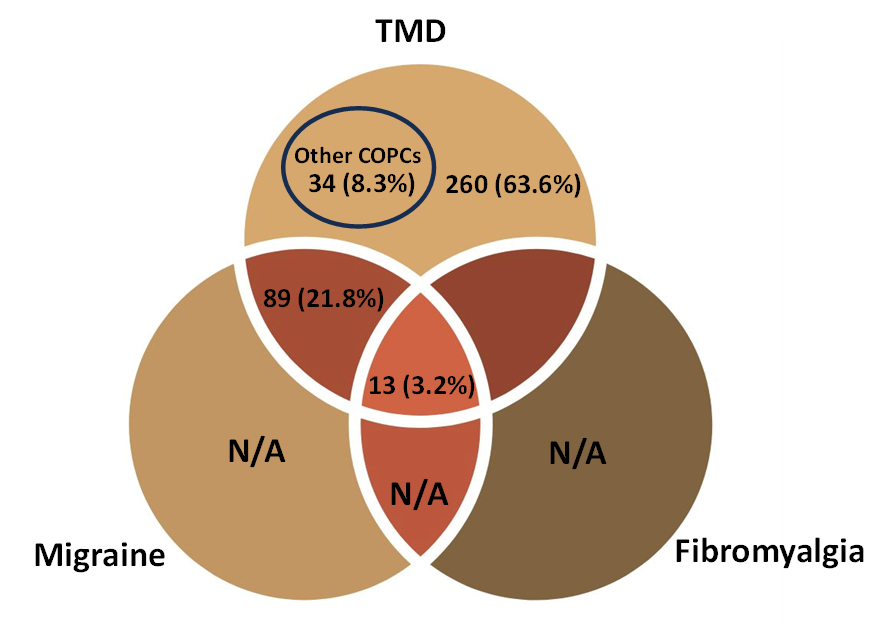 TMD
Other COPCs
34 (8.3%)
260 (63.6%)
89 (21.8%)
13 (3.2%)
N/A
N/A
N/A
Migraine
Fibromyalgia